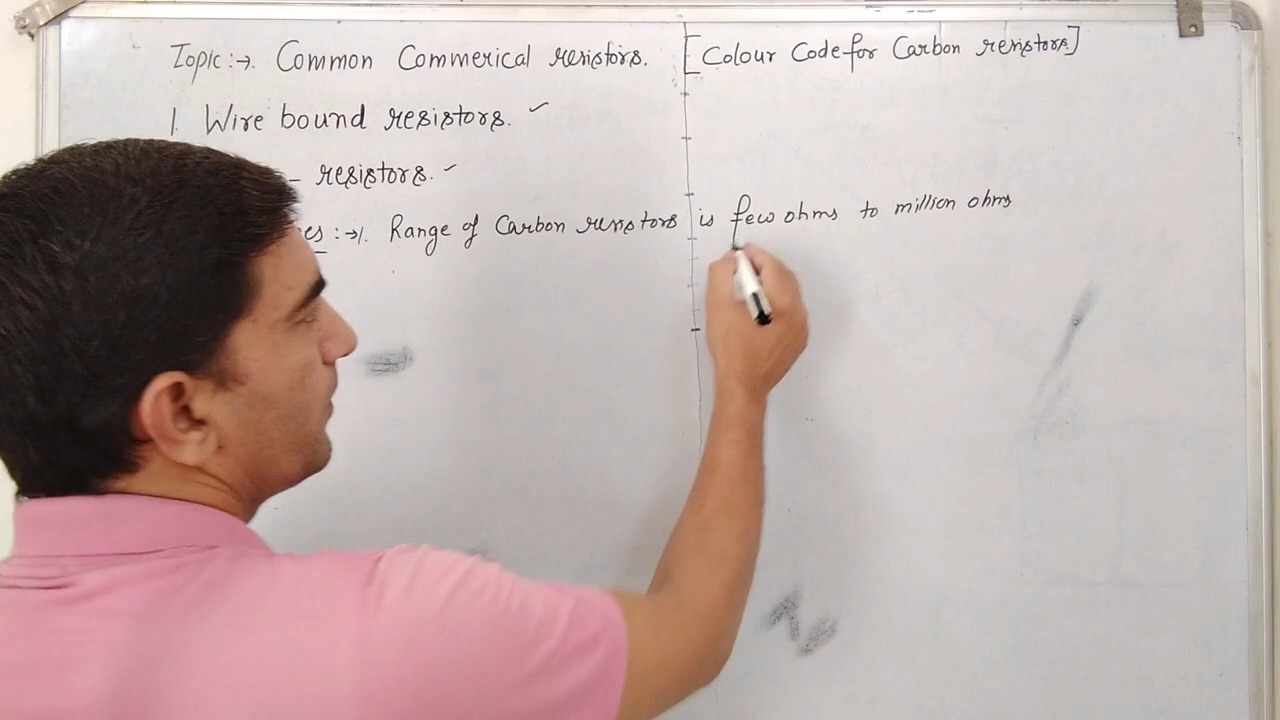 Topic:→. Common Commerical resistors. [Colour Code for Carbon resistors]
1. Wire bound resistors. ✓
– resistors. ✓
es :→ 1. Range of Carbon resistors is few ohms to million ohms